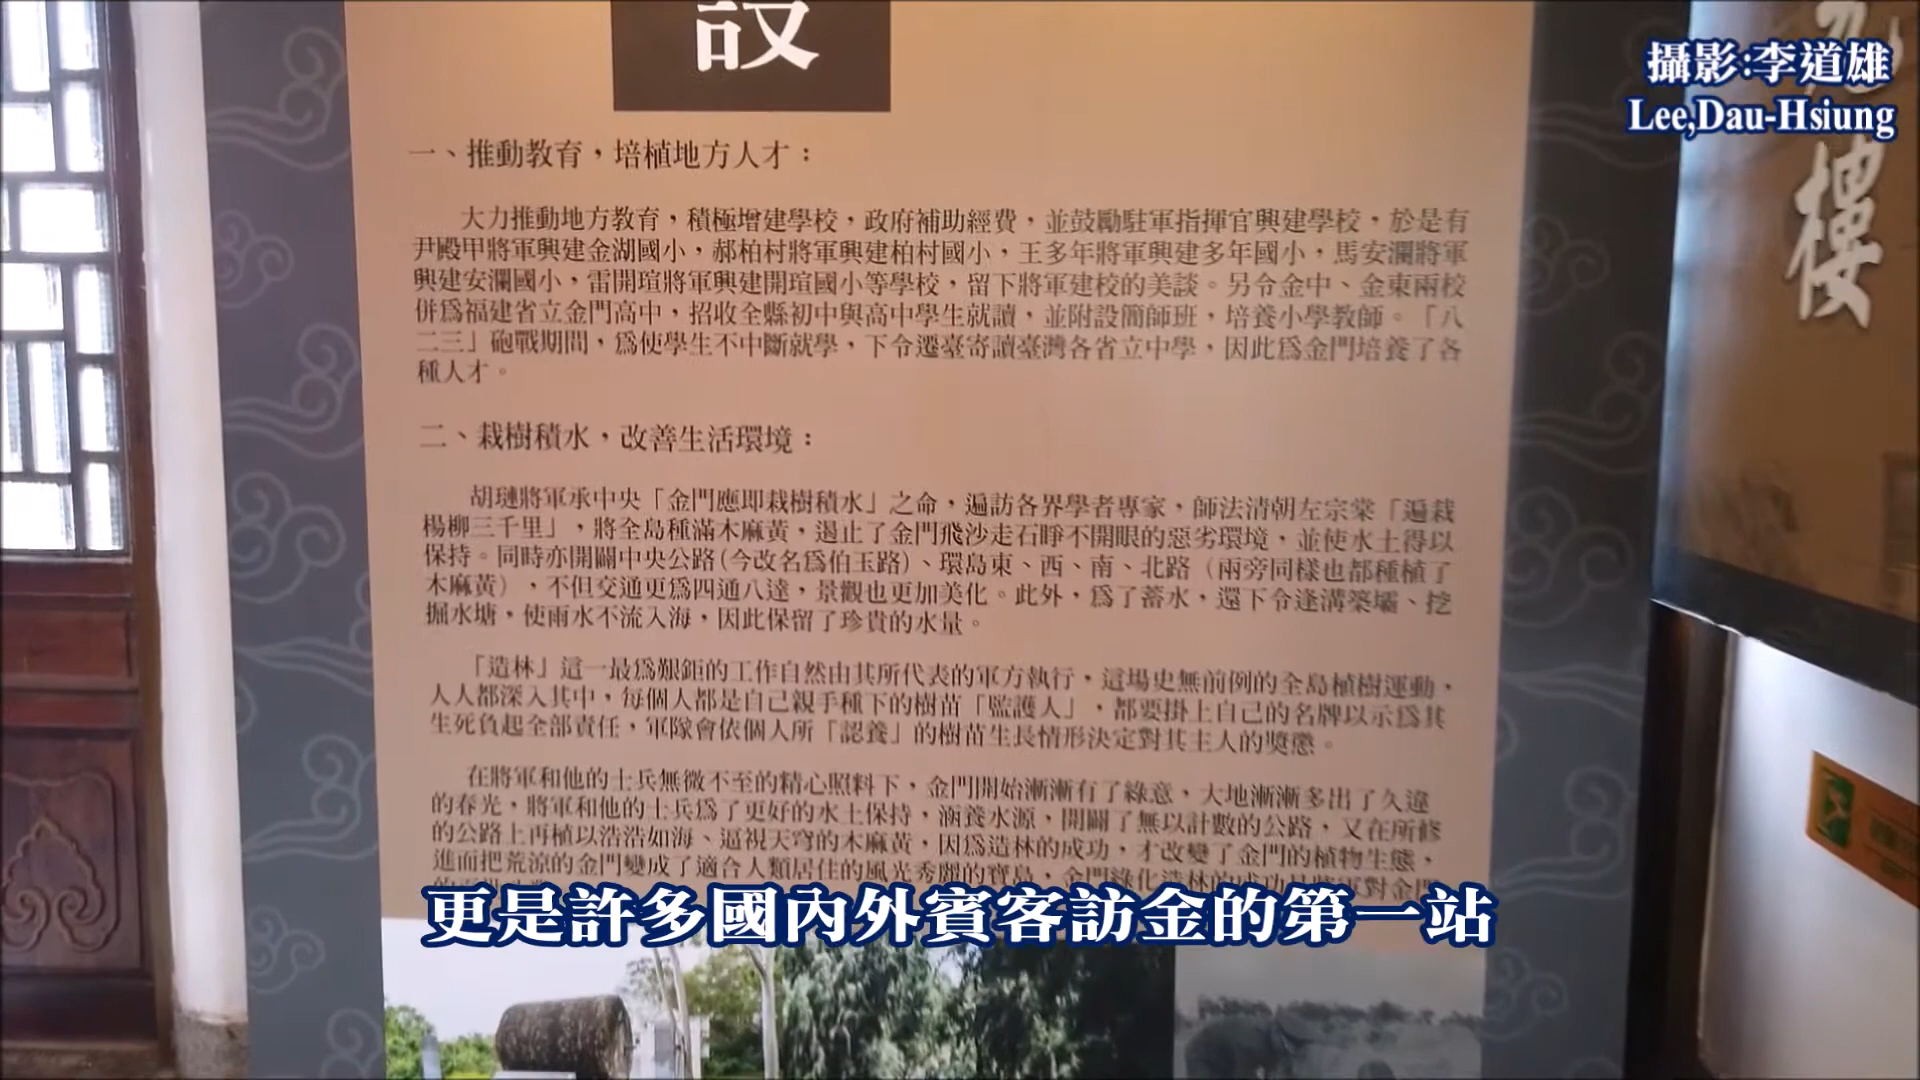 設
攝影:李道雄
Lee,Dau-Hsiung
樓
一、推動教育，培植地方人才：
大力推動地方教育，積極增建學校，政府補助經費，並鼓勵駐軍指揮官興建學校，於是有
尹殿甲將軍興建金湖國小，郝柏村將軍興建柏村國小，王多年將軍興建多年國小，馬安瀾將軍
興建安瀾國小，雷開瑄將軍興建開瑄國小等學校，留下將軍建校的美談。另令金中、金東兩校
併爲福建省立金門高中，招收全縣初中與高中學生就讀，並附設簡師班，培養小學教師。「八
二三」砲戰期間，爲使學生不中斷就學，下令遷臺寄讀臺灣各省立中學，因此爲金門培養了各
種人才。
二、栽樹積水，改善生活環境：
胡璉將軍承中央「金門應即栽樹積水」之命，遍訪各界學者專家，師法清朝左宗棠「遍栽
楊柳三千里」，將全島種滿木麻黃，遏止了金門飛沙走石睜不開眼的惡劣環境，並使水土得以
保持。同時亦開闢中央公路(今改名爲伯玉路)、環島東、西、南、北路（兩旁同樣也都種植了
木麻黃），不但交通更爲四通八達，景觀也更加美化。此外，爲了蓄水，還下令逢溝築壩、挖
掘水塘，使雨水不流入海，因此保留了珍貴的水量。
「造林」這一最爲艱鉅的工作自然由其所代表的軍方執行，這場史無前例的全島植樹運動，
人人都深入其中，每個人都是自己親手種下的樹苗「監護人」，都要掛上自己的名牌以示爲其
生死負起全部責任，軍隊會依個人所「認養」的樹苗生長情形決定對其主人的獎懲。
在將軍和他的士兵無微不至的精心照料下，金門開始漸漸有了綠意，大地漸漸多出了久違
的春光，將軍和他的士兵爲了更好的水土保持，涵養水源，開闢了無以計數的公路，又在所修
的公路上再植以浩浩如海、逼視天穹的木麻黃，因爲造林的成功，才改變了金門的植物生態，
進而把荒涼的金門變成了適合人類居住的風光秀麗的寶島，金門綠化造林的成功是將軍對金門
更是許多國內外賓客訪金的第一站